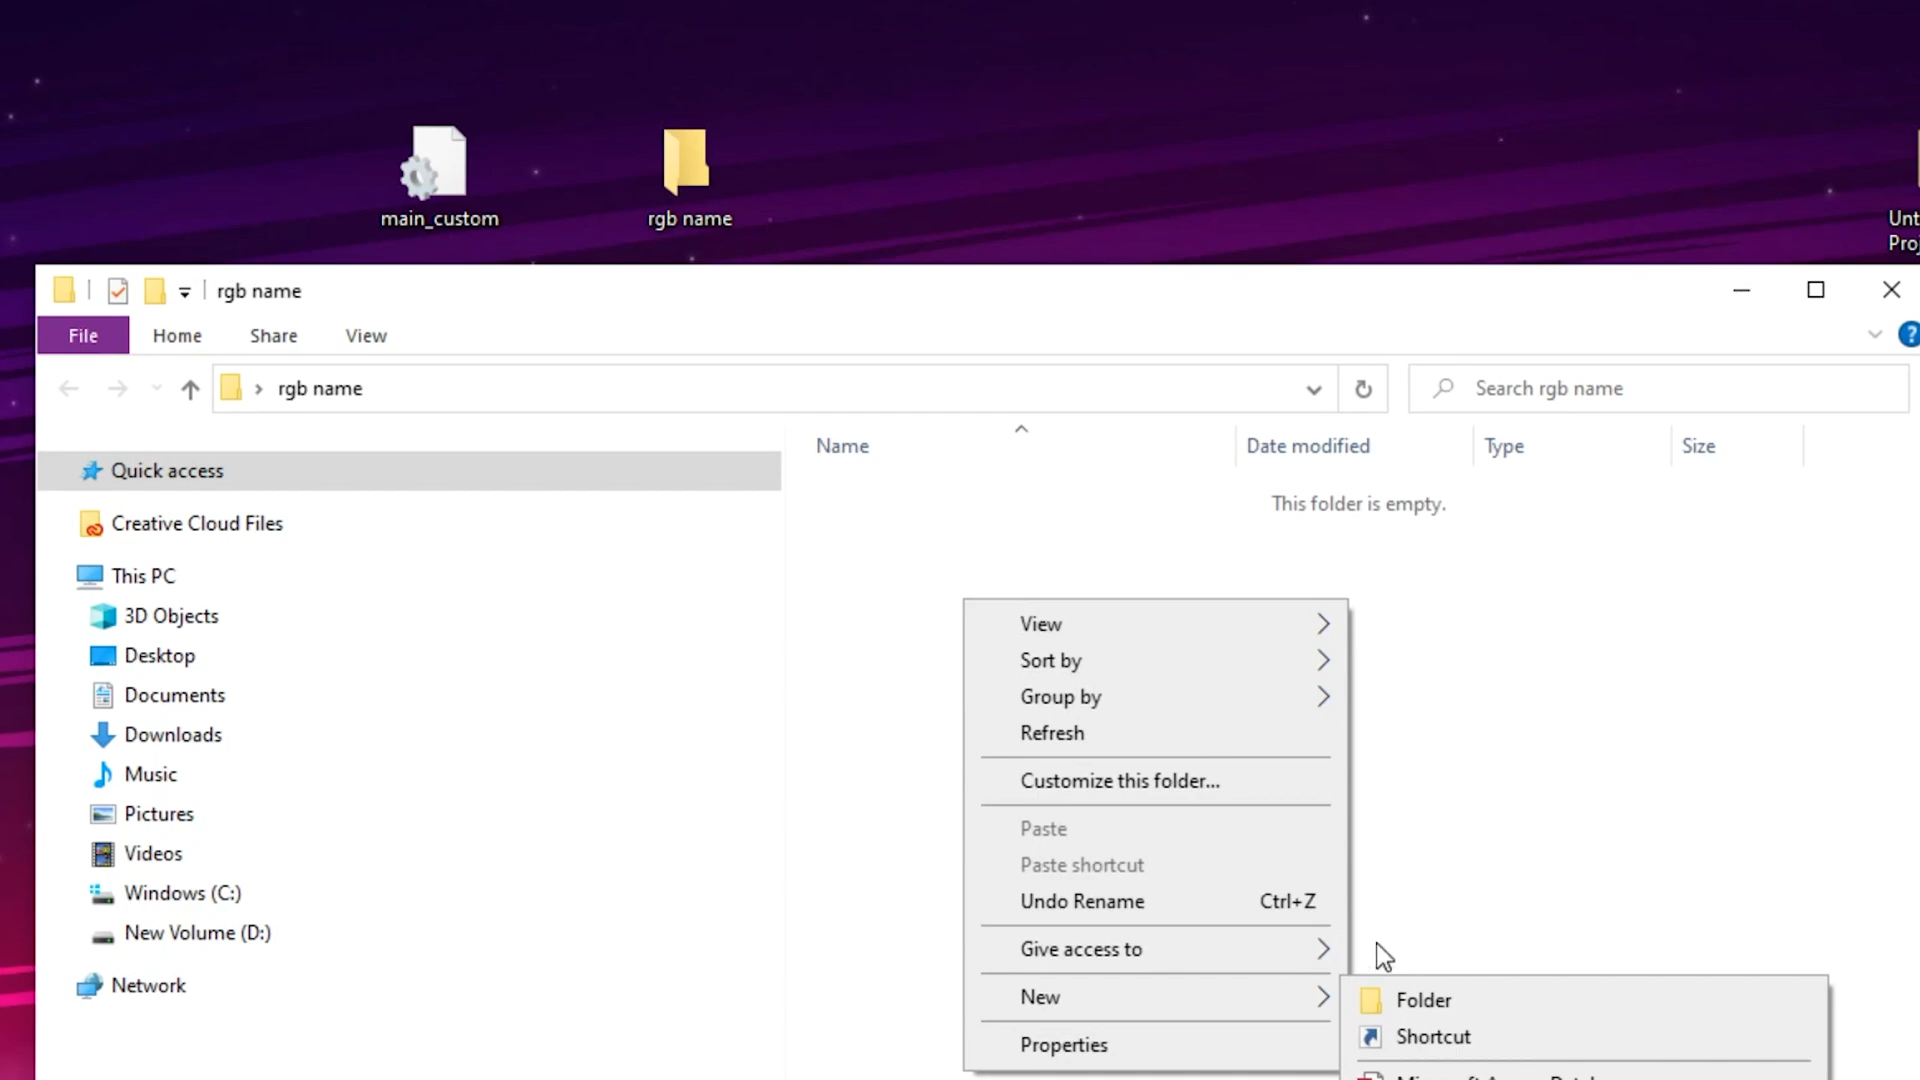 main_custom
rgb name
Unt
Proj
rgb name
File
Home
Share
View
?
rgb name
Search rgb name
Name
Date modified
Type
Size
This folder is empty.
Quick access
Creative Cloud Files
This PC
3D Objects
Desktop
Documents
Downloads
Music
Pictures
Videos
Windows (C:)
New Volume (D:)
Network
View
Sort by
Group by
Refresh
Customize this folder...
Paste
Paste shortcut
Undo Rename Ctrl+Z
Give access to
New
Properties
Folder
Shortcut